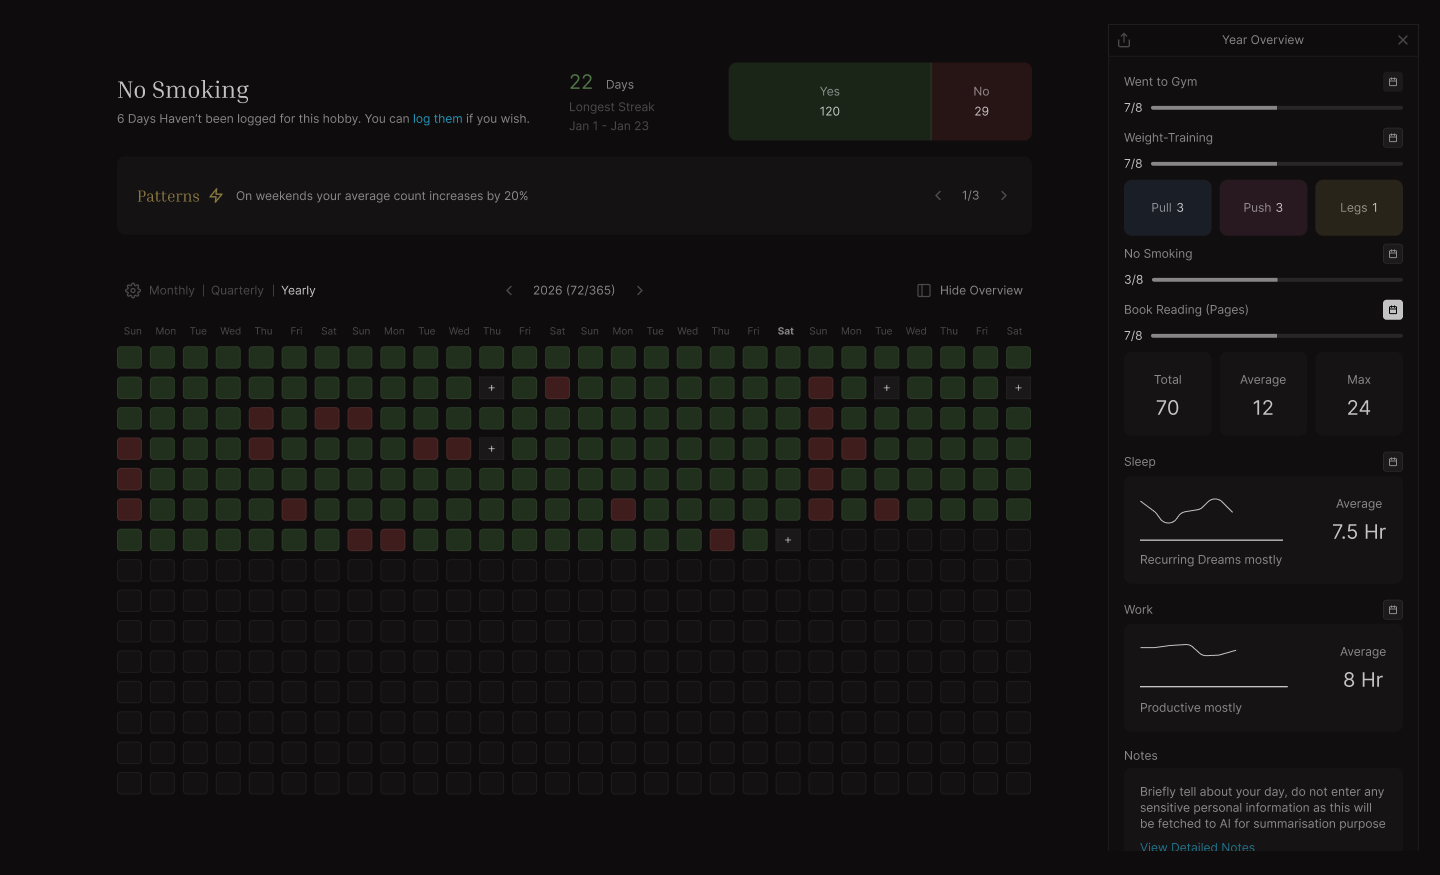 No Smoking
6 Days Haven't been logged for this hobby. You can log them if you wish.
22 Days
Longest Streak
Jan 1 - Jan 23
Yes
120
No
29
Patterns
On weekends your average count increases by 20%
1/3
Monthly | Quarterly | Yearly
2026 (72/365)
Hide Overview
Sun Mon Tue Wed Thu Fri Sat Sun Mon Tue Wed Thu Fri Sat Sun Mon Tue Wed Thu Fri Sat Sun Mon Tue Wed Thu Fri Sat
+ + +
+
+
Year Overview
Went to Gym
7/8
Weight-Training
7/8
Pull 3
Push 3
Legs 1
No Smoking
3/8
Book Reading (Pages)
7/8
Total
70
Average
12
Max
24
Sleep
Average
7.5 Hr
Recurring Dreams mostly
Work
Average
8 Hr
Productive mostly
Notes
Briefly tell about your day, do not enter any
sensitive personal information as this will
be fetched to AI for summarisation purpose
View Detailed Notes